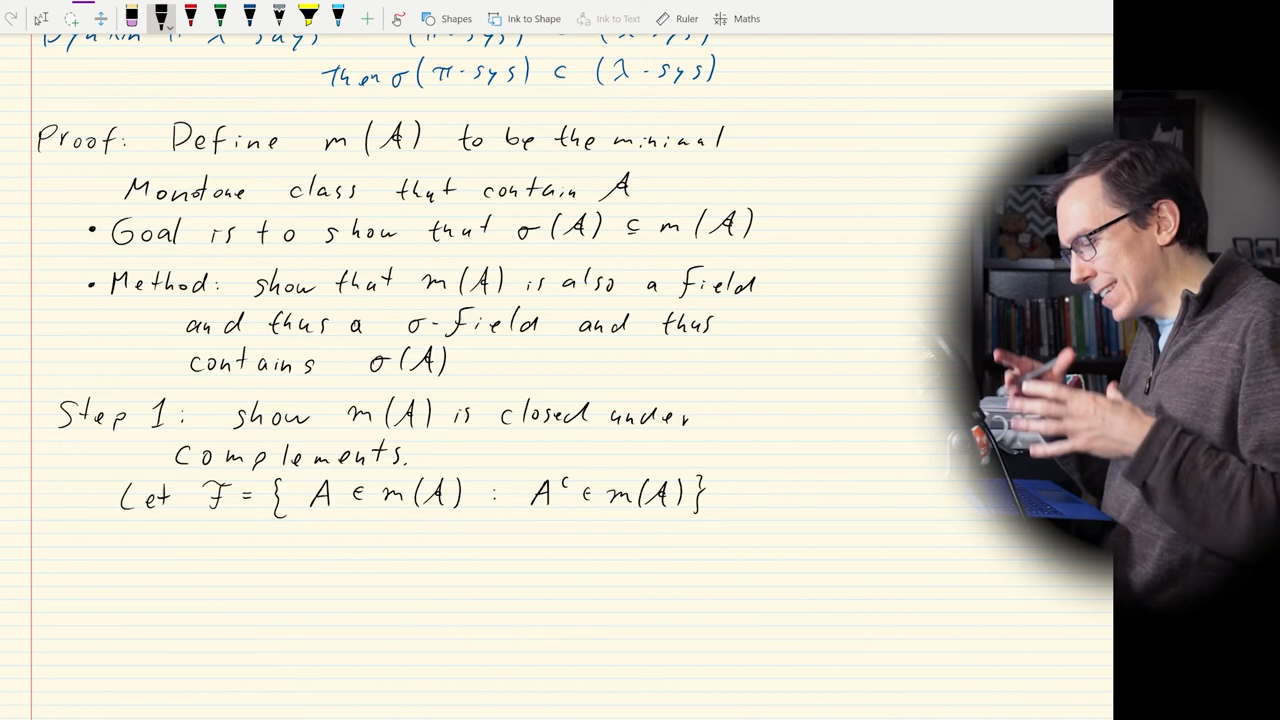 Shapes Ink to Shape Ink to Text Ruler Maths
then σ(π-sys) ⊂ (λ-sys)
Proof: Define m(𝔸) to be the minimal
Monotone class that contain 𝔸
• Goal is to show that σ(𝔸) ⊆ m(𝔸)
• Method: show that m(𝔸) is also a field
and thus a σ-field and thus
contains σ(𝔸)
Step 1: show m(𝔸) is closed under
complements.
Let ℱ = { A ∈ m(𝔸) : Aᶜ ∈ m(𝔸) }